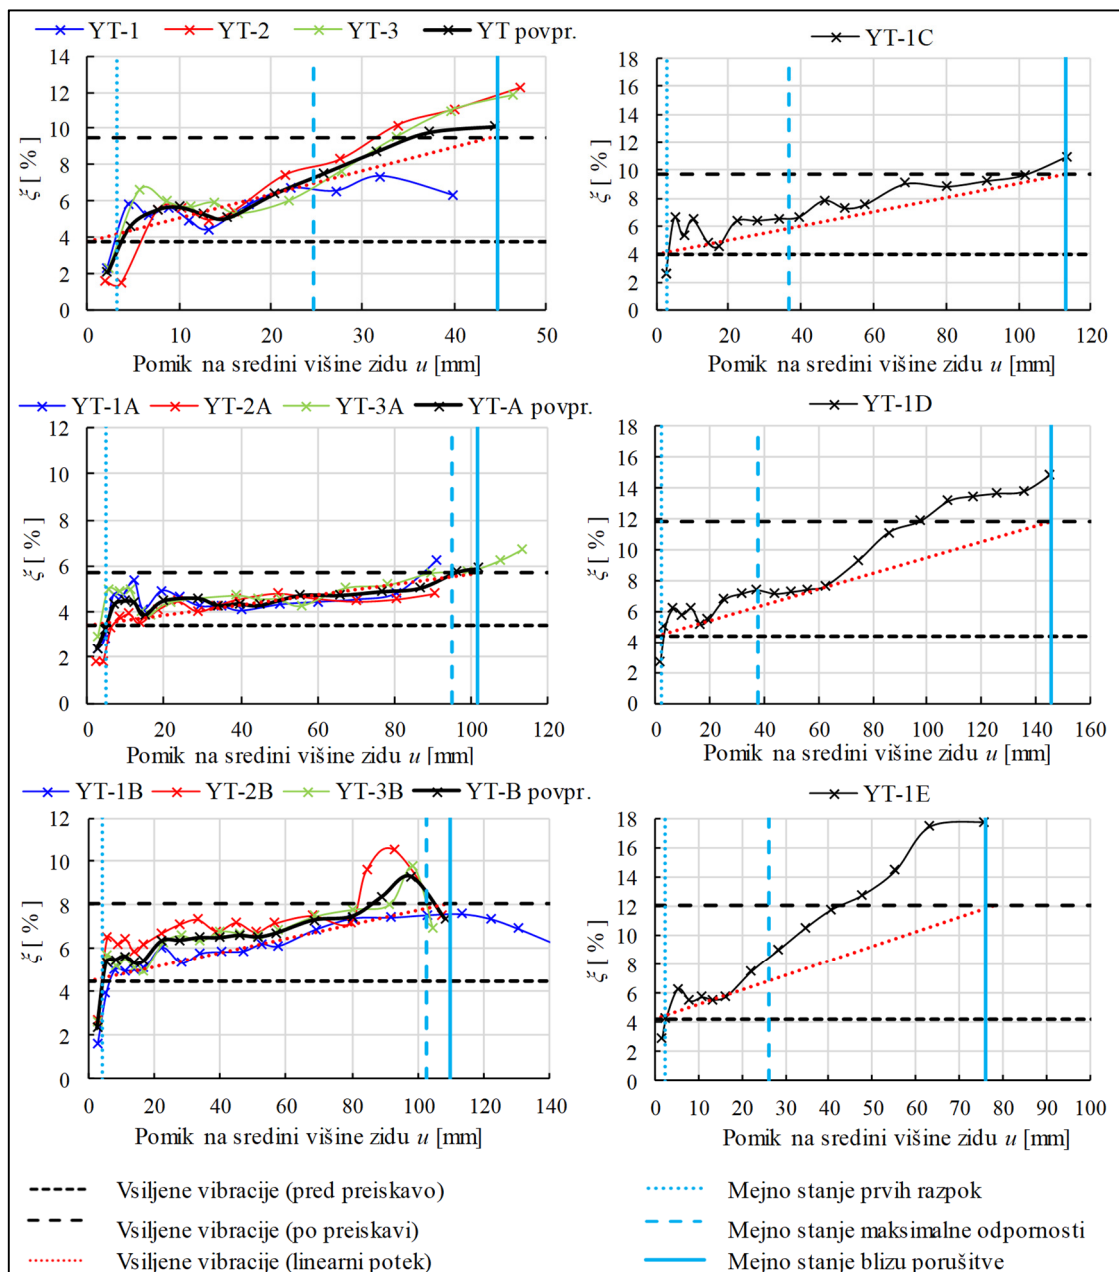 YT-1 YT-2 YT-3 YT povpr.
14
12
10
8
6
4
2
0
ξ [ % ]
0 10 20 30 40 50
Pomik na sredini višine zidu u [mm]
YT-1C
18
16
14
12
10
8
6
4
2
0
ξ [ % ]
0 20 40 60 80 100 120
Pomik na sredini višine zidu u [mm]
YT-1A YT-2A YT-3A YT-A povpr.
12
10
8
6
4
2
0
ξ [ % ]
0 20 40 60 80 100 120
Pomik na sredini višine zidu u [mm]
YT-1D
18
16
14
12
10
8
6
4
2
0
ξ [ % ]
0 20 40 60 80 100 120 140 160
Pomik na sredini višine zidu u [mm]
YT-1B YT-2B YT-3B YT-B povpr.
12
10
8
6
4
2
0
ξ [ % ]
0 20 40 60 80 100 120 140
Pomik na sredini višine zidu u [mm]
YT-1E
18
16
14
12
10
8
6
4
2
0
ξ [ % ]
0 10 20 30 40 50 60 70 80 90 100
Pomik na sredini višine zidu u [mm]
Vsiljene vibracije (pred preiskavo)
Vsiljene vibracije (po preiskavi)
Vsiljene vibracije (linearni potek)
Mejno stanje prvih razpok
Mejno stanje maksimalne odpornosti
Mejno stanje blizu porušitve